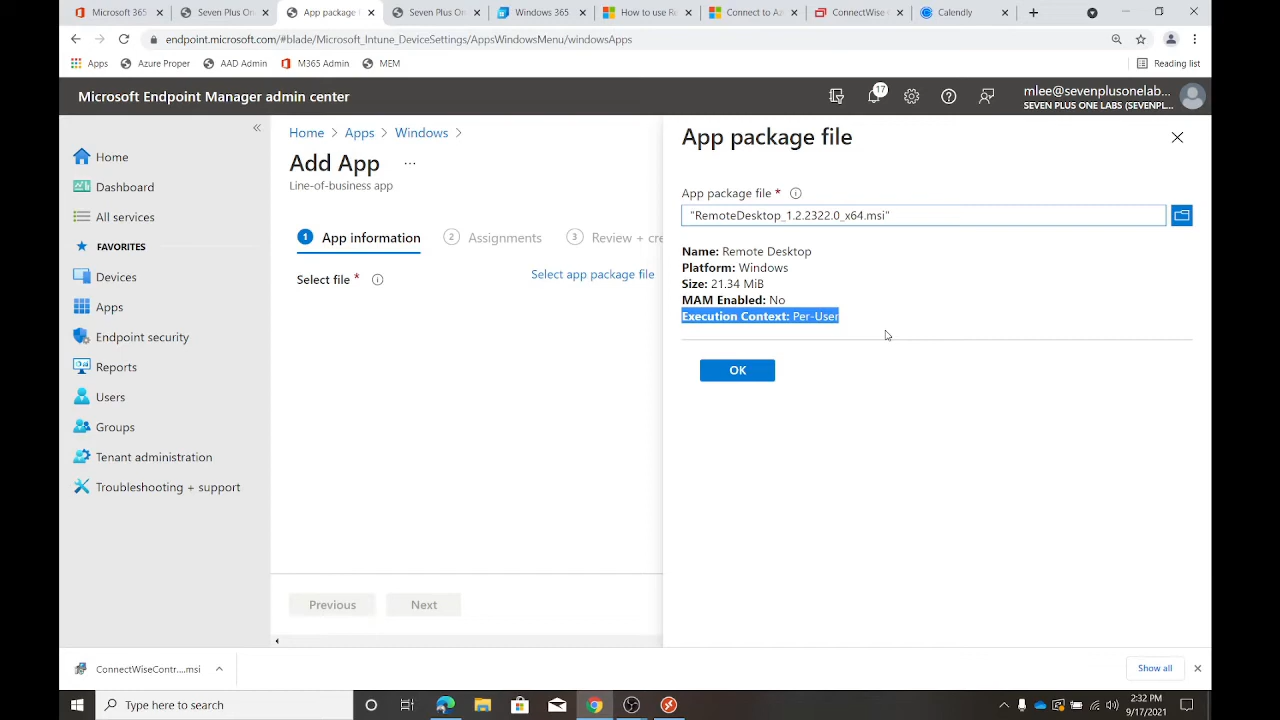 Microsoft 365
Seven Plus On
App package
Seven Plus On
Windows 365
How to use Re
Connect to Az
ConnectWise C
Calendly
endpoint.microsoft.com/#blade/Microsoft_Intune_DeviceSettings/AppsWindowsMenu/windowsApps
Apps
Azure Proper
AAD Admin
M365 Admin
MEM
Reading list
Microsoft Endpoint Manager admin center
17
mlee@sevenplusonelab...
SEVEN PLUS ONE LABS (SEVENPL...
Home
Dashboard
All services
FAVORITES
Devices
Apps
Endpoint security
Reports
Users
Groups
Tenant administration
Troubleshooting + support
Home > Apps > Windows >
Add App ...
Line-of-business app
1 App information
2 Assignments
3 Review + cre
Select file *
Select app package file
Previous
Next
App package file
App package file *
"RemoteDesktop_1.2.2322.0_x64.msi"
Name: Remote Desktop
Platform: Windows
Size: 21.34 MiB
MAM Enabled: No
Execution Context: Per-User
OK
ConnectWiseContr....msi
Show all
Type here to search
2:32 PM
9/17/2021